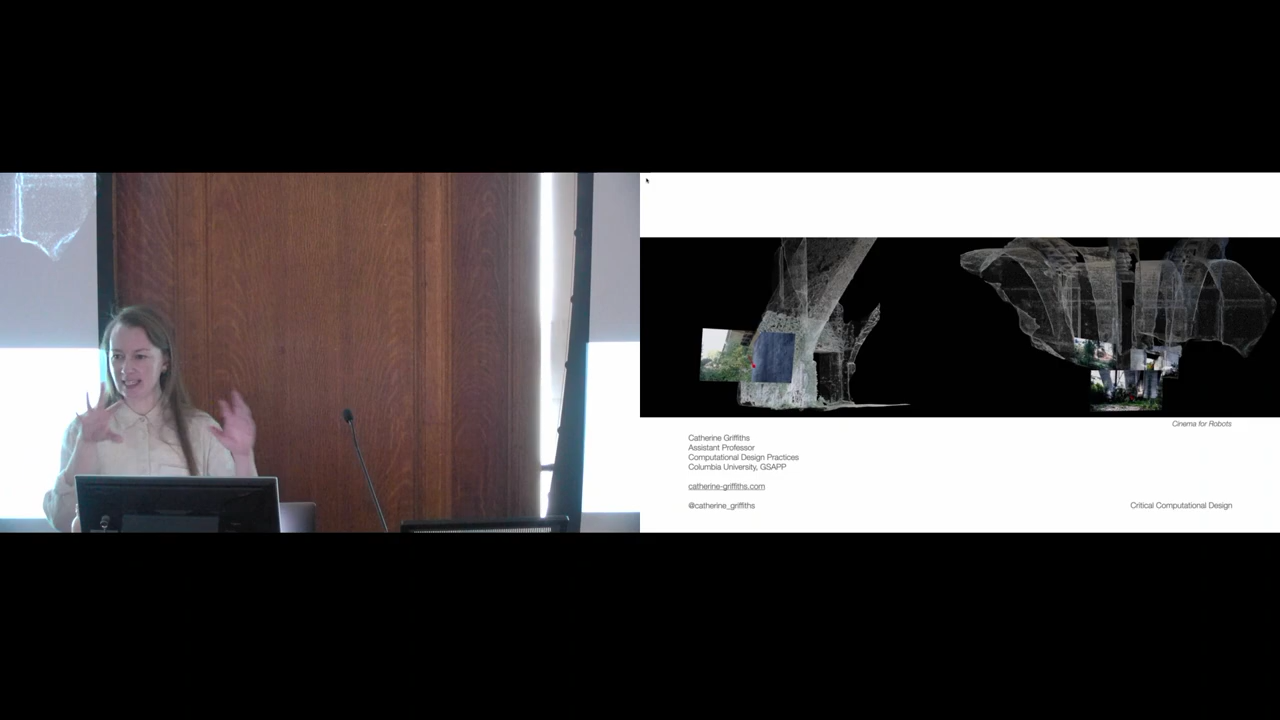 Cinema for Robots
Catherine Griffiths
Assistant Professor
Computational Design Practices
Columbia University, GSAPP
catherine-griffiths.com
@catherine_griffiths
Critical Computational Design